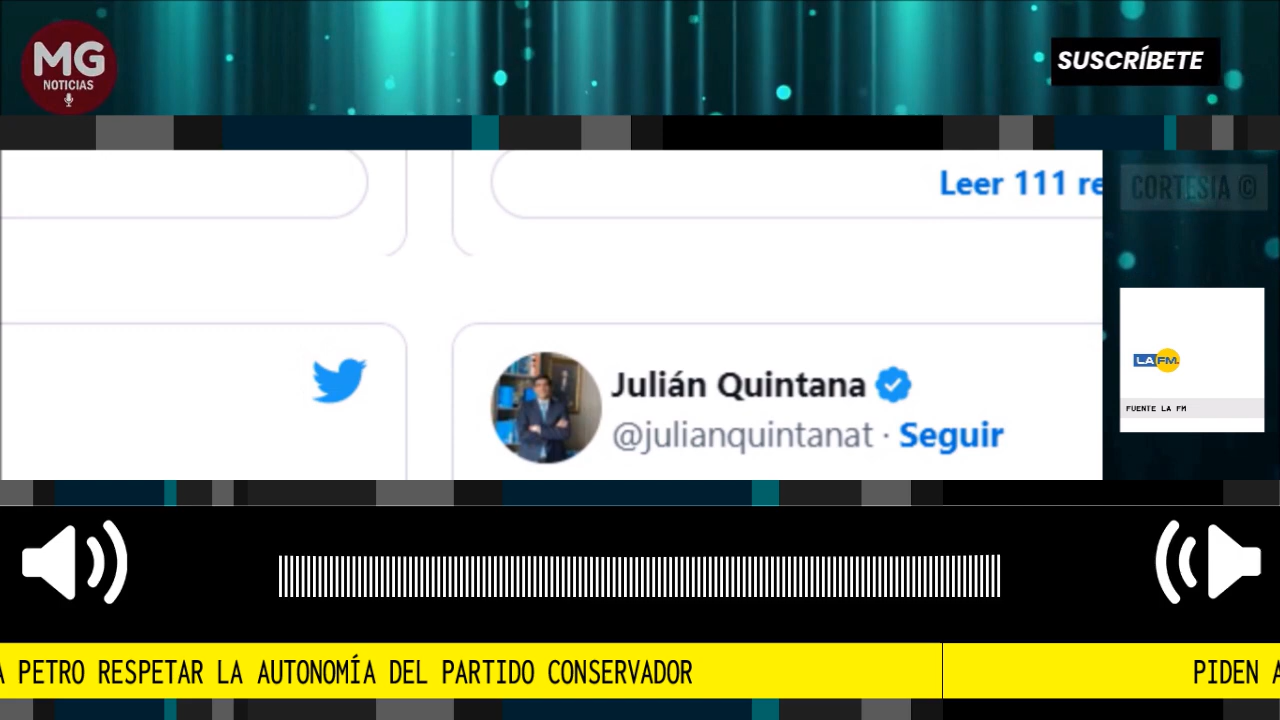 MG
NOTICIAS
SUSCRÍBETE
Leer 111 re
CORTESIA ©
Julián Quintana
@julianquintanat · Seguir
LA FM.
FUENTE LA FM
A PETRO RESPETAR LA AUTONOMÍA DEL PARTIDO CONSERVADOR
PIDEN A